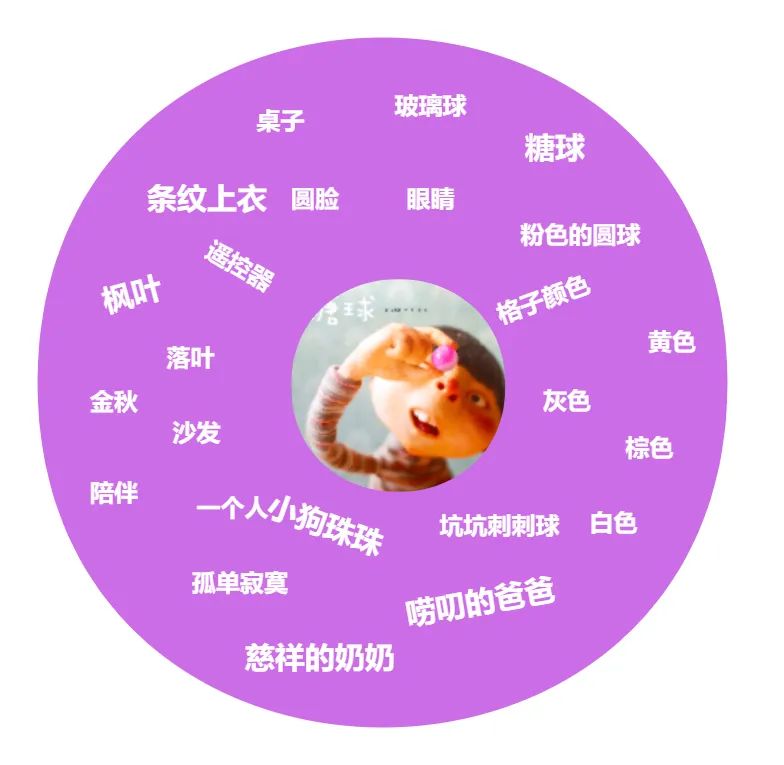 桌子
玻璃球
糖球
条纹上衣
圆脸
眼睛
粉色的圆球
遥控器
枫叶
格子颜色
黄色
落叶
金秋
灰色
沙发
棕色
陪伴
一个人
小狗珠珠
坑坑刺刺球
白色
孤单寂寞
唠叨的爸爸
慈祥的奶奶
球